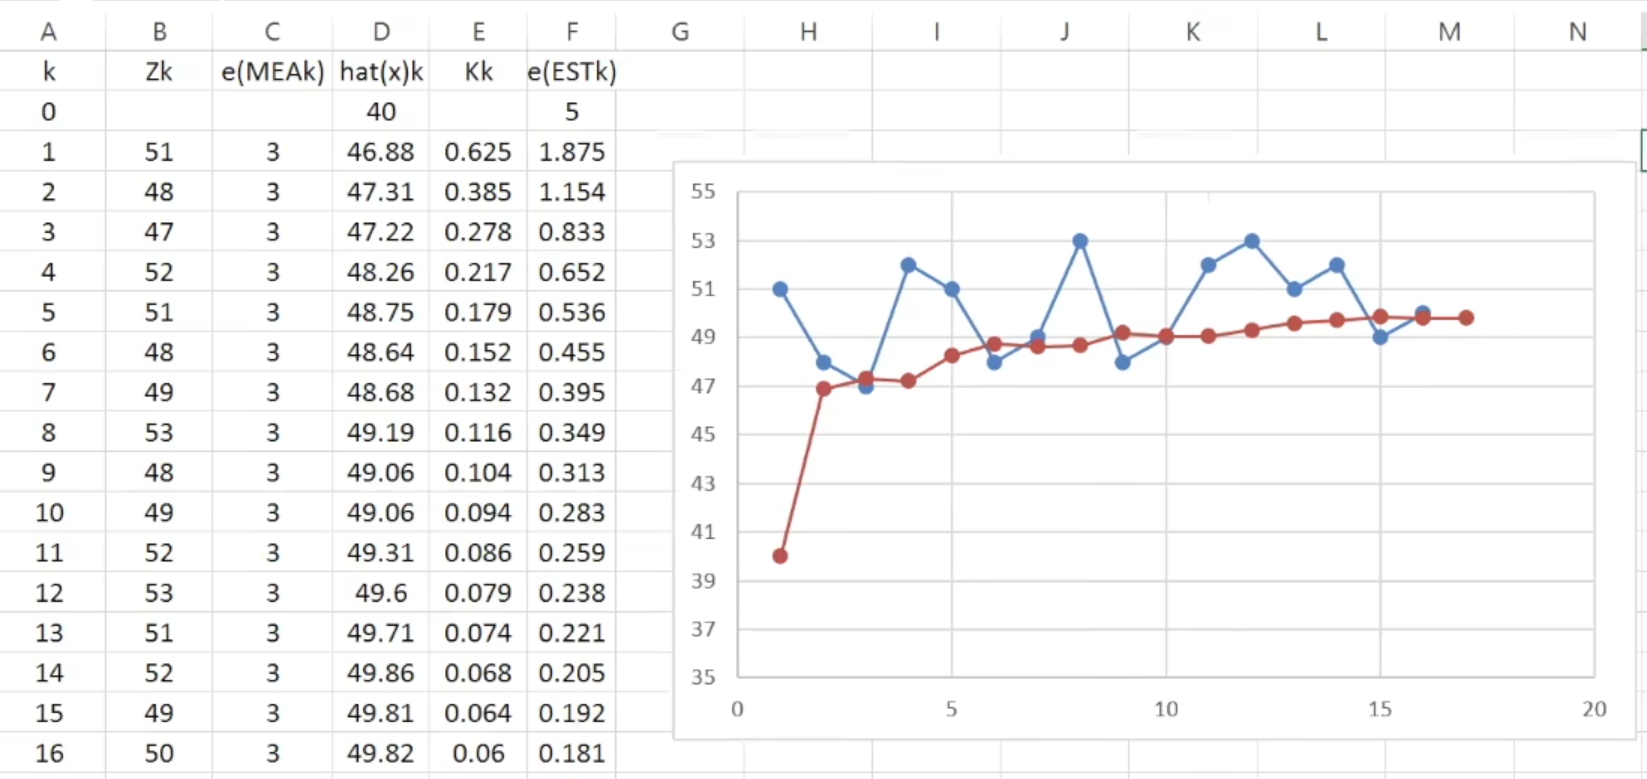 A B C D E F G H I J K L M N
k Zk e(MEAk) hat(x)k Kk e(ESTk)
0 40 5
1 51 3 46.88 0.625 1.875
2 48 3 47.31 0.385 1.154
3 47 3 47.22 0.278 0.833
4 52 3 48.26 0.217 0.652
5 51 3 48.75 0.179 0.536
6 48 3 48.64 0.152 0.455
7 49 3 48.68 0.132 0.395
8 53 3 49.19 0.116 0.349
9 48 3 49.06 0.104 0.313
10 49 3 49.06 0.094 0.283
11 52 3 49.31 0.086 0.259
12 53 3 49.6 0.079 0.238
13 51 3 49.71 0.074 0.221
14 52 3 49.86 0.068 0.205
15 49 3 49.81 0.064 0.192
16 50 3 49.82 0.06 0.181
55
53
51
49
47
45
43
41
39
37
35
0 5 10 15 20